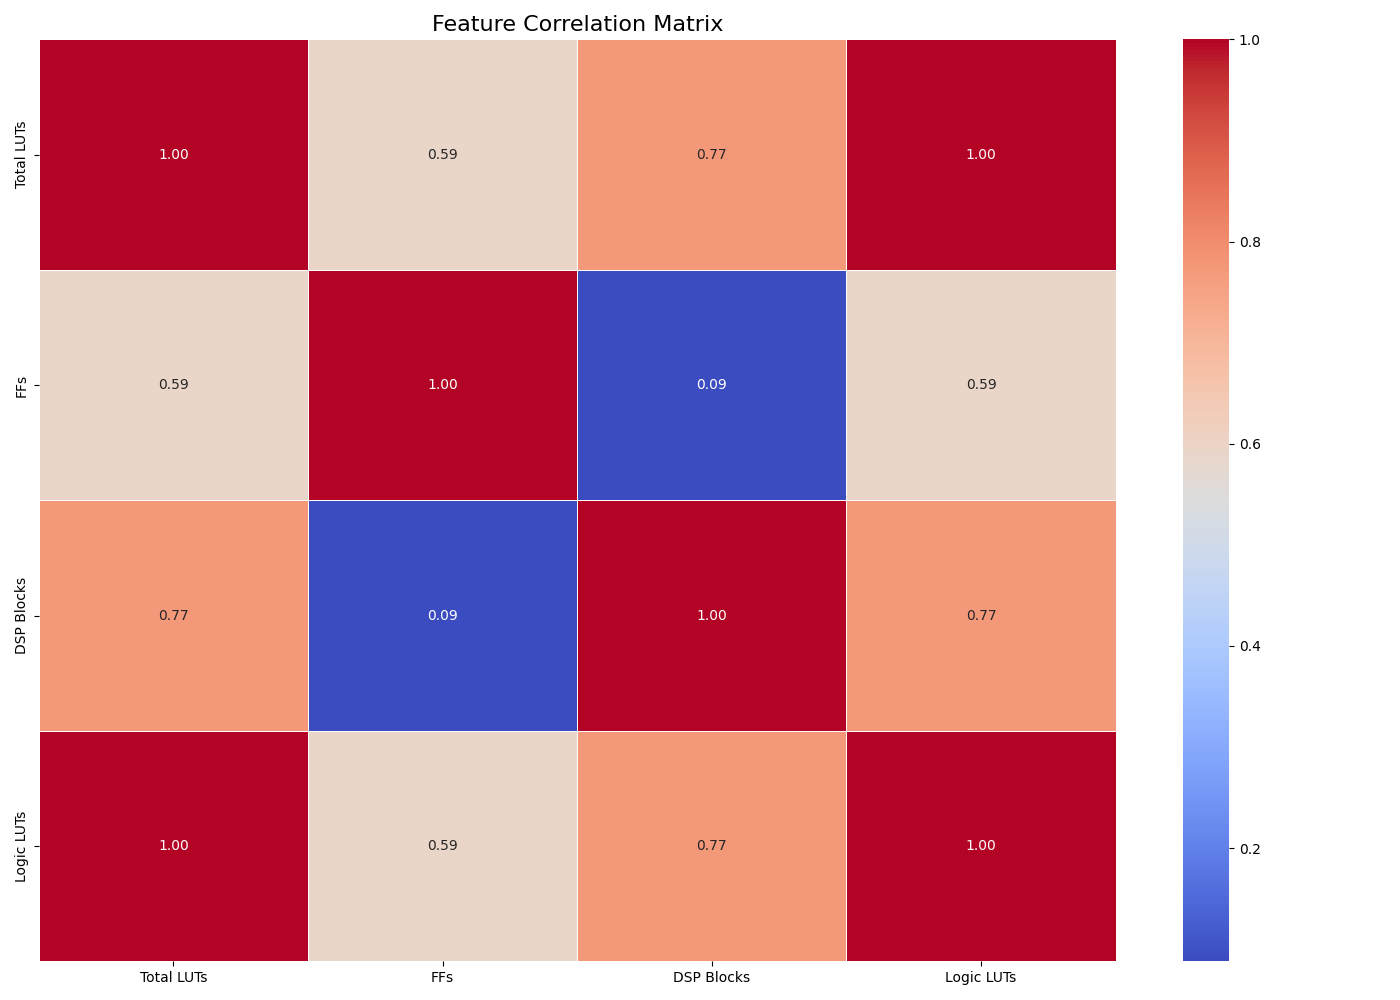 Feature Correlation Matrix
Total LUTs
1.00 0.59 0.77 1.00
FFs
0.59 1.00 0.09 0.59
DSP Blocks
0.77 0.09 1.00 0.77
Logic LUTs
1.00 0.59 0.77 1.00
Total LUTs FFs DSP Blocks Logic LUTs
1.0
0.8
0.6
0.4
0.2